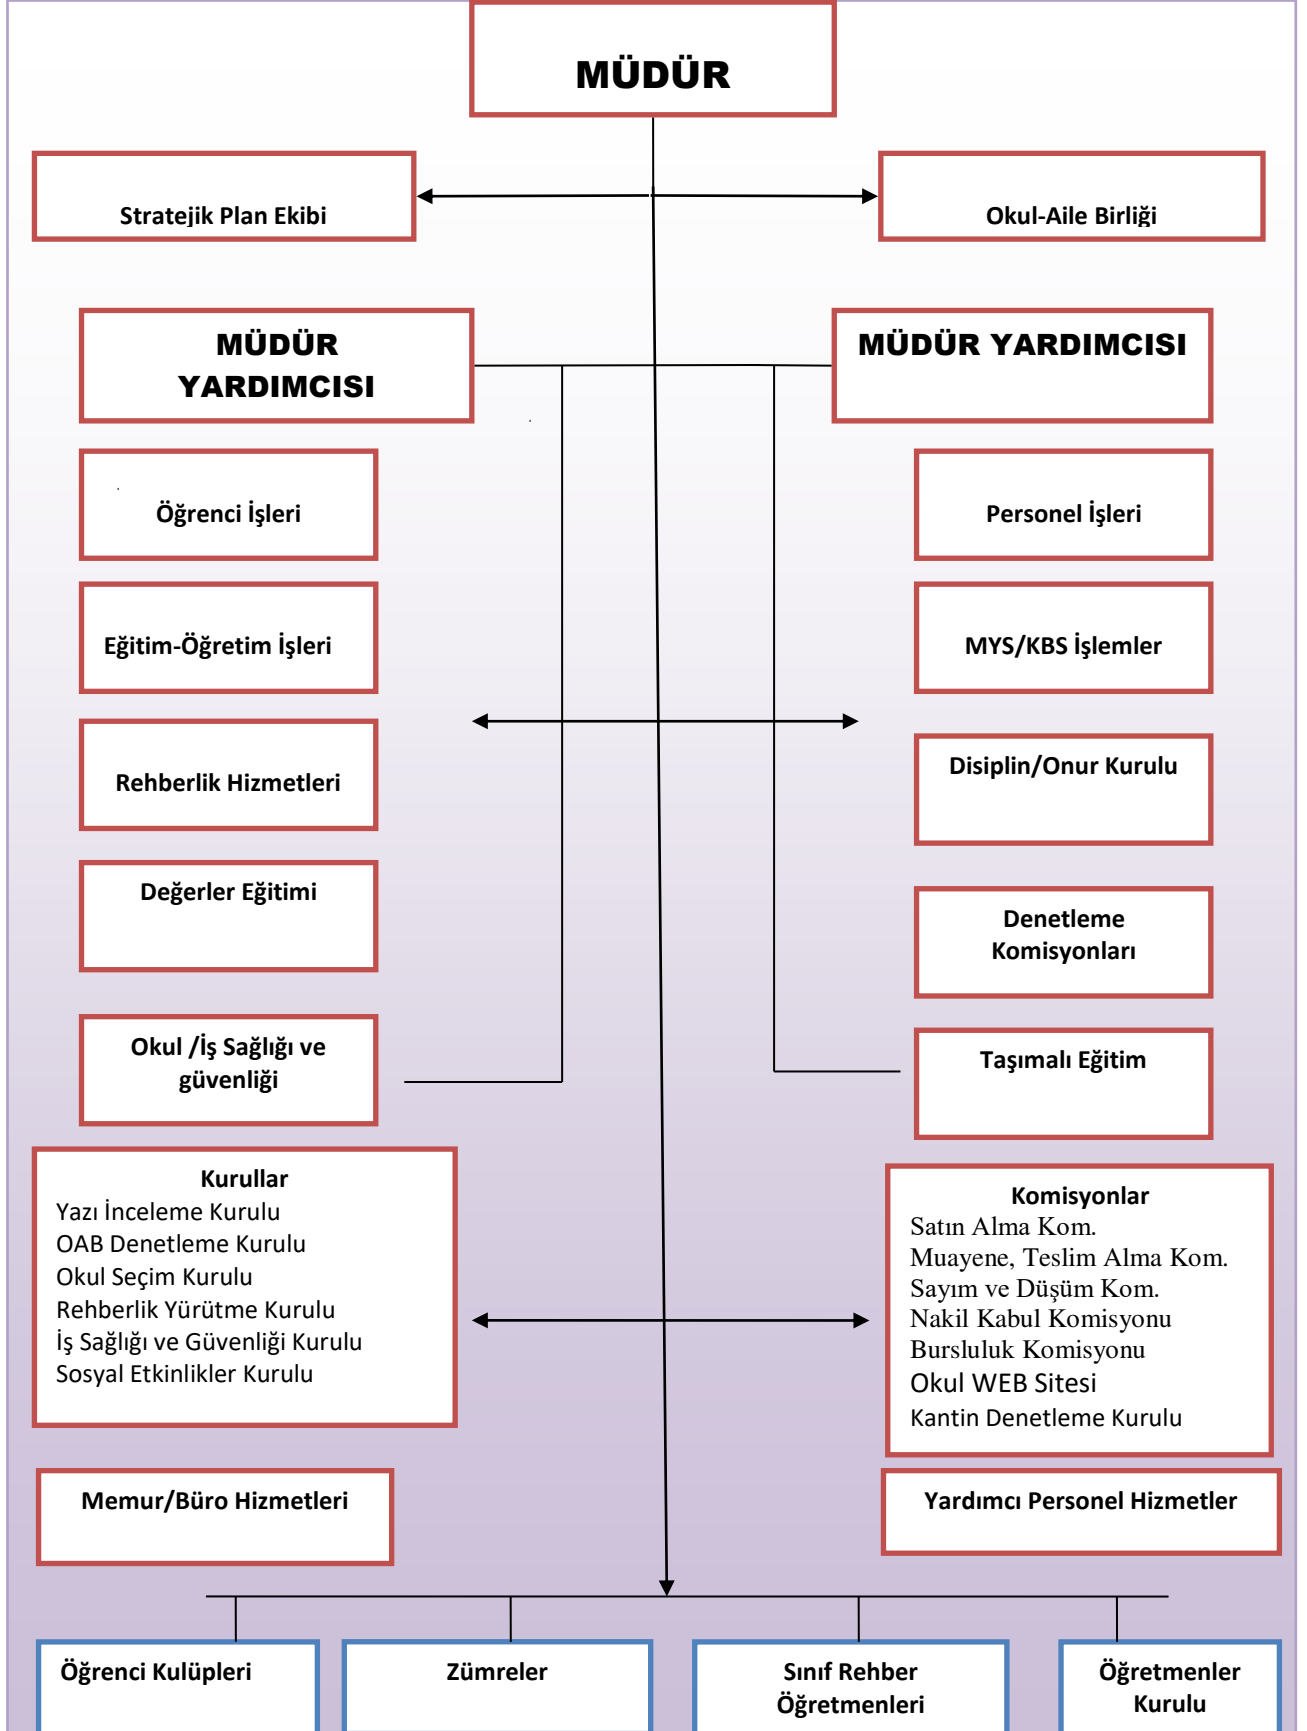 MÜDÜR
Stratejik Plan Ekibi
Okul-Aile Birliği
MÜDÜR
YARDIMCISI
MÜDÜR YARDIMCISI
Öğrenci İşleri
Personel İşleri
Eğitim-Öğretim İşleri
MYS/KBS İşlemler
Rehberlik Hizmetleri
Disiplin/Onur Kurulu
Değerler Eğitimi
Denetleme
Komisyonları
Okul /İş Sağlığı ve
güvenliği
Taşımalı Eğitim
Kurullar
Yazı İnceleme Kurulu
OAB Denetleme Kurulu
Okul Seçim Kurulu
Rehberlik Yürütme Kurulu
İş Sağlığı ve Güvenliği Kurulu
Sosyal Etkinlikler Kurulu
Komisyonlar
Satın Alma Kom.
Muayene, Teslim Alma Kom.
Sayım ve Düşüm Kom.
Nakil Kabul Komisyonu
Bursluluk Komisyonu
Okul WEB Sitesi
Kantin Denetleme Kurulu
Memur/Büro Hizmetleri
Yardımcı Personel Hizmetler
Öğrenci Kulüpleri
Zümreler
Sınıf Rehber
Öğretmenleri
Öğretmenler
Kurulu